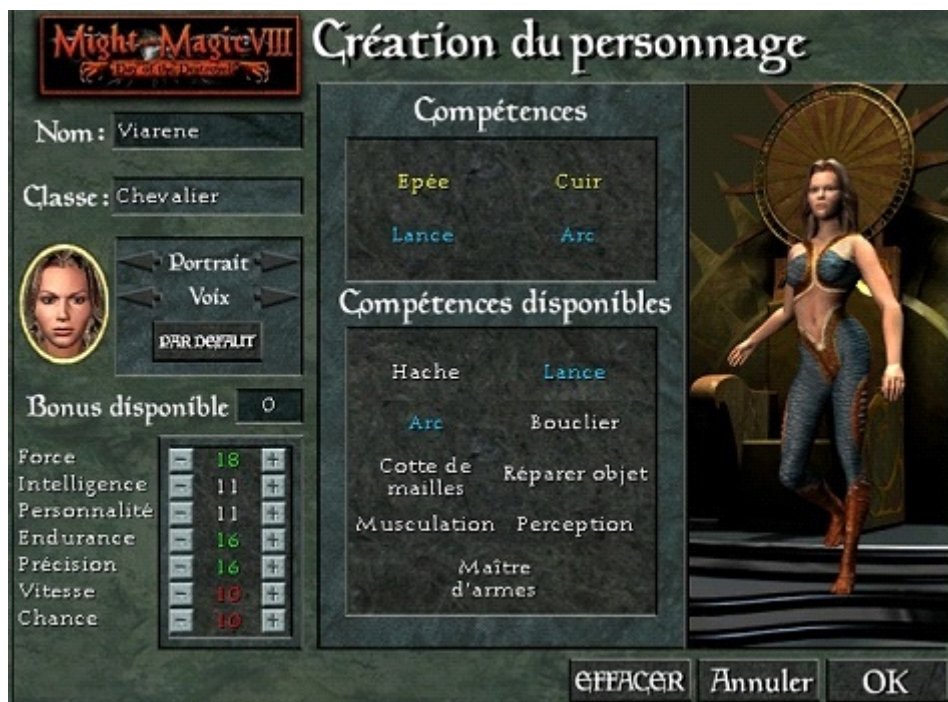 Might and Magic VIII
Day of the Destroyer
Création du personnage
Nom : Viarene
Classe : Chevalier
Portrait
Voix
PAR DEFAUT
Bonus disponible 0
Force - 18 +
Intelligence - 11 +
Personnalité - 11 +
Endurance - 16 +
Précision - 16 +
Vitesse - 10 +
Chance - 10 +
Compétences
Epée Cuir
Lance Arc
Compétences disponibles
Hache Lance
Arc Bouclier
Cotte de
mailles Réparer objet
Musculation Perception
Maître
d'armes
EFFACER Annuler OK